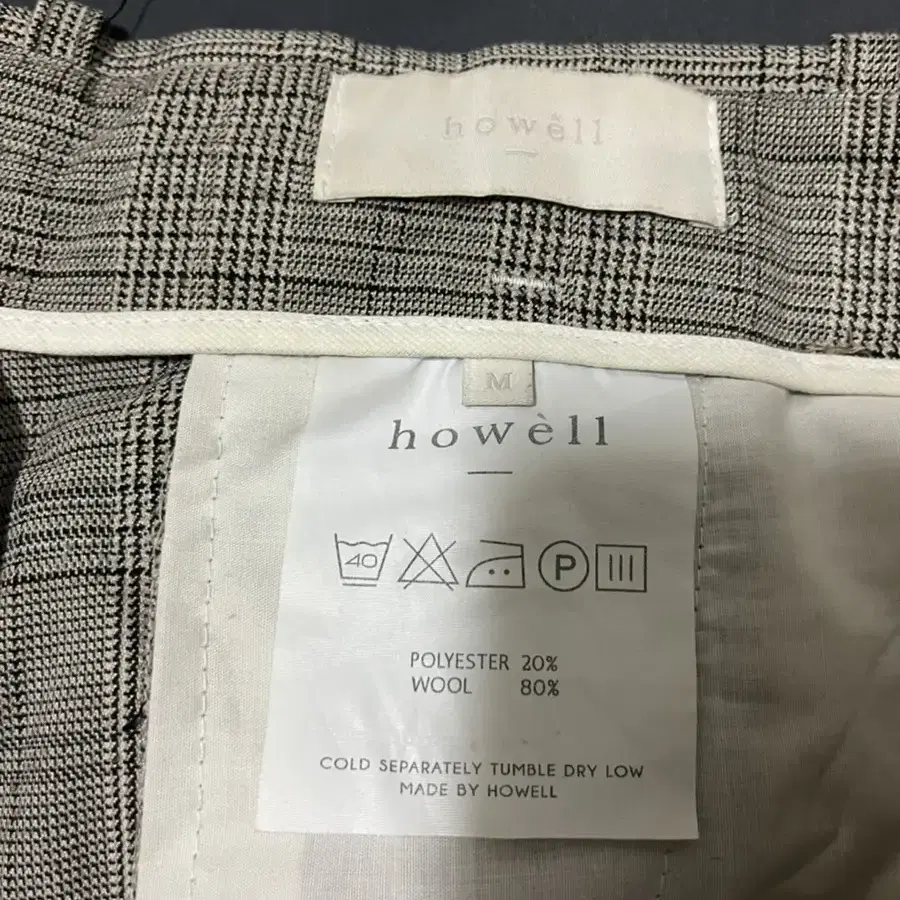 howèll
M
howèll
40
P
POLYESTER 20%
WOOL 80%
COLD SEPARATELY TUMBLE DRY LOW
MADE BY HOWELL